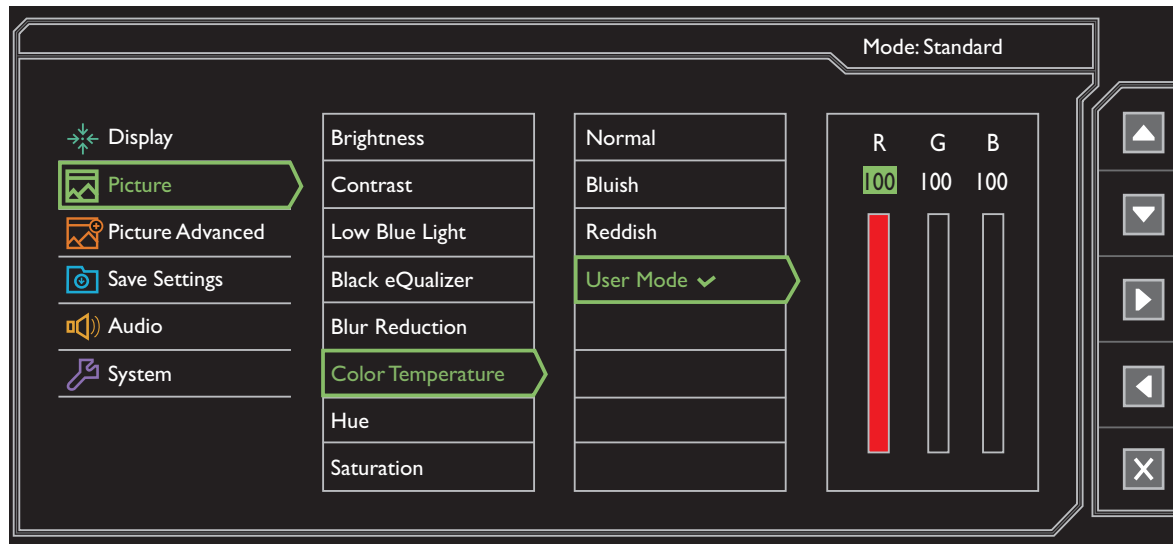 Mode: Standard
Display
Picture
Picture Advanced
Save Settings
Audio
System
Brightness
Contrast
Low Blue Light
Black eQualizer
Blur Reduction
Color Temperature
Hue
Saturation
Normal
Bluish
Reddish
User Mode
R G B
100 100 100